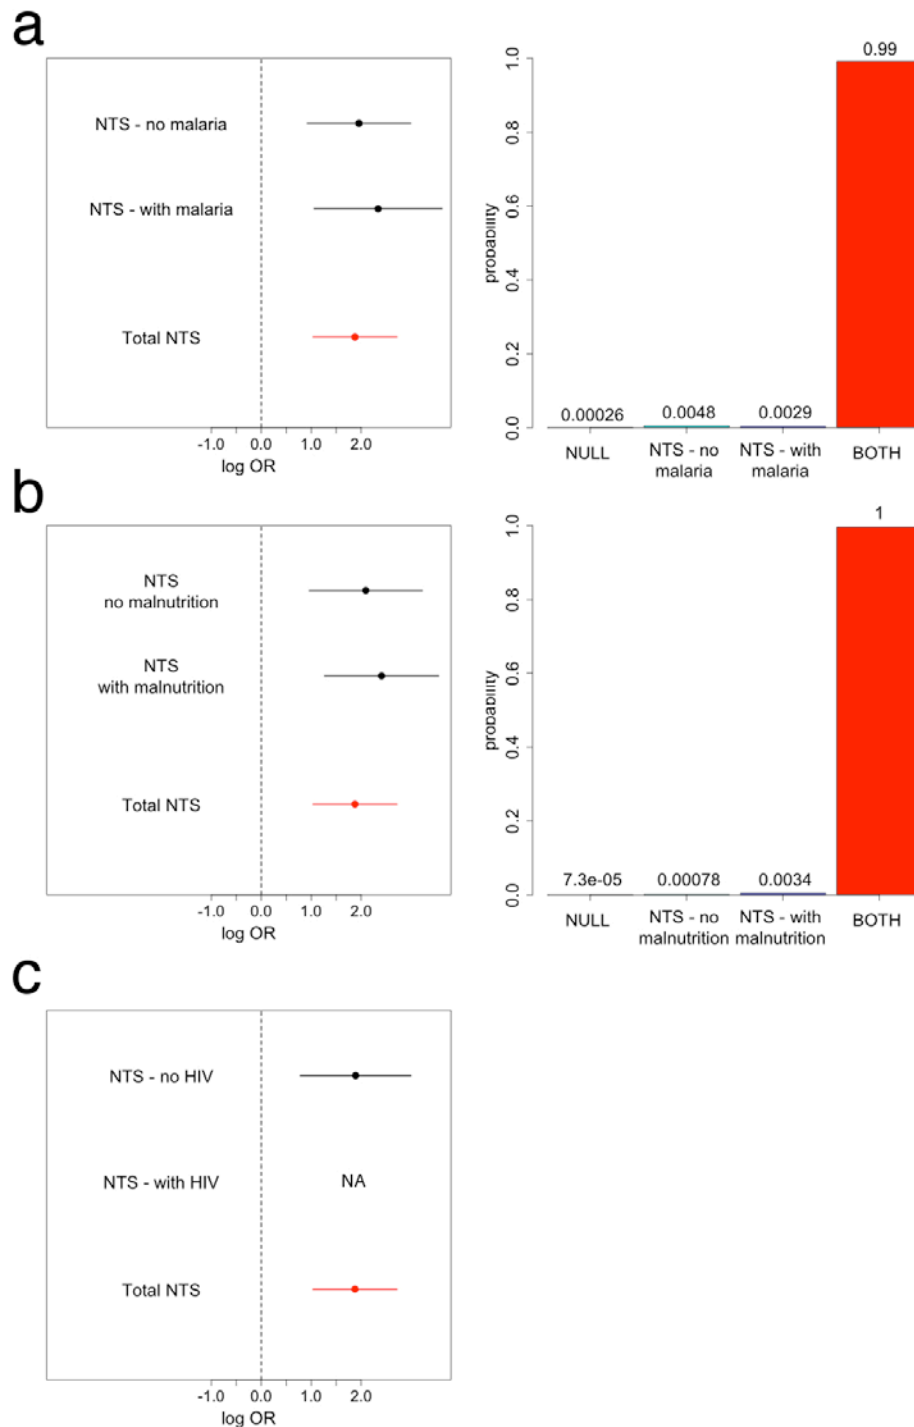 a
NTS - no malaria
NTS - with malaria
Total NTS
-1.0 0.0 1.0 2.0
log OR
probability
0.0 0.2 0.4 0.6 0.8 1.0
0.00026 0.0048 0.0029 0.99
NULL NTS - no malaria NTS - with malaria BOTH
b
NTS
no malnutrition
NTS
with malnutrition
Total NTS
-1.0 0.0 1.0 2.0
log OR
probability
0.0 0.2 0.4 0.6 0.8 1.0
7.3e-05 0.00078 0.0034 1
NULL NTS - no malnutrition NTS - with malnutrition BOTH
c
NTS - no HIV
NTS - with HIV NA
Total NTS
-1.0 0.0 1.0 2.0
log OR